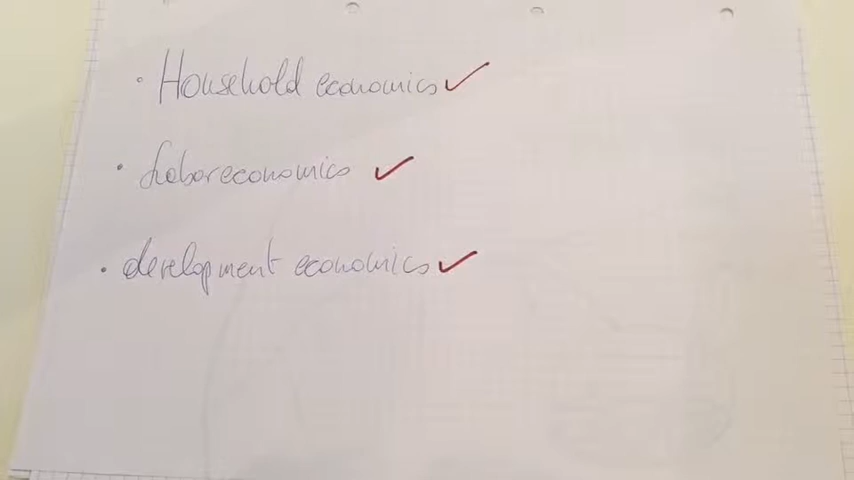 · Household economics ✓
· Laboreconomics ✓
· development economics ✓